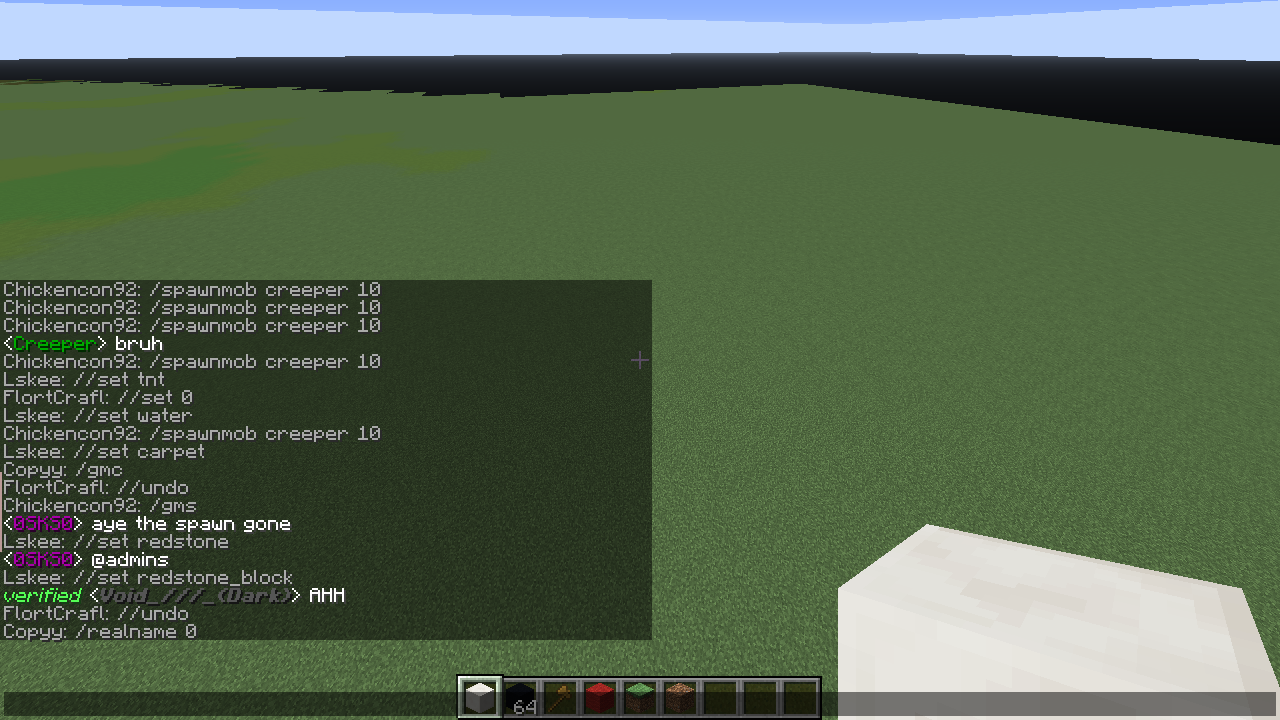 Chickencon92: /spawnmob creeper 10
Chickencon92: /spawnmob creeper 10
Chickencon92: /spawnmob creeper 10
<Creeper> bruh
Chickencon92: /spawnmob creeper 10
Lskee: //set tnt
FlortCrafl: //set 0
Lskee: //set water
Chickencon92: /spawnmob creeper 10
Lskee: //set carpet
Copyy: /gmc
FlortCrafl: //undo
Chickencon92: /gms
<05K50> aye the spawn gone
Lskee: //set redstone
<05K50> @admins
Lskee: //set redstone_block
verified <Void_///_(Dark)> AHH
FlortCrafl: //undo
Copyy: /realname 0
64